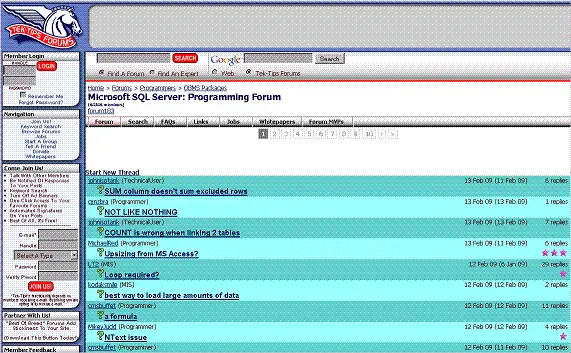 TEK-TIPS FORUMS
Member Login
HANDLE
LOGIN
PASSWORD
Remember Me
Forgot Password?
SEARCH
Google
Search
Find A Forum
Find An Expert
Web
Tek-Tips Forums
Home > Forums > Programmers > DBMS Packages
Microsoft SQL Server: Programming Forum
forum183
Forum Search FAQs Links Jobs Whitepapers Forum MVPs
1 2 3 4 5 6 7 8 9 10 > »
Navigation
Join Us!
Keyword Search
Browse Forums
Jobs
Start A Group
Tell A Friend
Donate
Whitepapers
Come Join Us!
Talk With Other Members
Be Notified Of Responses
To Your Posts
Keyword Search
Turn Off Ad Banners
One-Click Access To Your
Favorite Forums
Automated Signatures
On Your Posts
Best Of All, It's Free!
E-mail*
Handle
Select A Type
Password
Verify P'word
JOIN US!
Partner With Us!
"Best Of Breed" Forums Add
Stickiness To Your Site
(Download This Button Today!)
Member Feedback
Start New Thread
johnisotank (TechnicalUser) 13 Feb 09 (11 Feb 09) 6 replies
SUM column doesn't sum excluded rows
(Programmer) 13 Feb 09 (13 Feb 09) 1 replies
NOT LIKE NOTHING
johnisotank (TechnicalUser) 13 Feb 09 (13 Feb 09) 7 replies
COUNT is wrong when linking 2 tables
MichaelRed (Programmer) 13 Feb 09 (11 Feb 09) 6 replies
Upsizing from MS Access?
LT2 (MIS) 12 Feb 09 (6 Jan 09) 29 replies
Loop required?
kodaksmile (MIS) 12 Feb 09 (12 Feb 09) 2 replies
best way to load large amounts of data
cmsbuffet (Programmer) 12 Feb 09 (12 Feb 09) 11 replies
a formula
MikeyJudd (Programmer) 12 Feb 09 (12 Feb 09) 4 replies
NText issue
cmsbuffet (Programmer) 12 Feb 09 (11 Feb 09) 10 replies